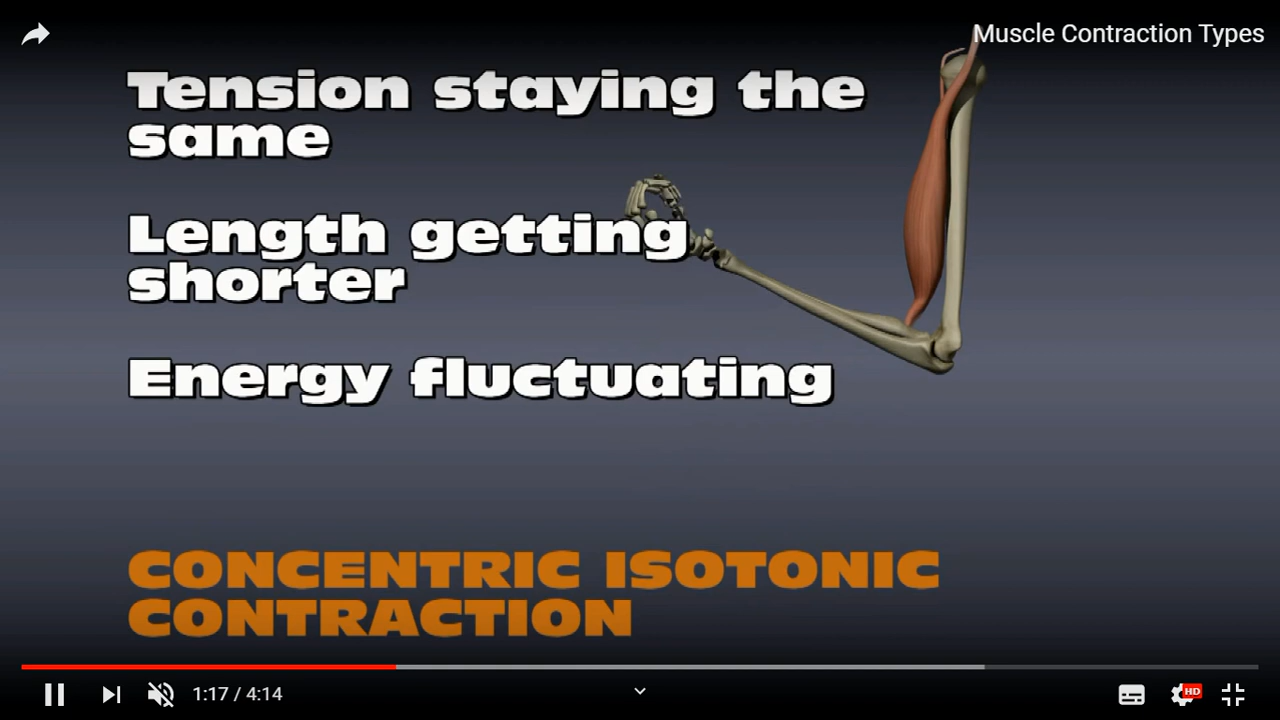 Muscle Contraction Types
Tension staying the
same
Length getting
shorter
Energy fluctuating
CONCENTRIC ISOTONIC
CONTRACTION
1:17 / 4:14
HD